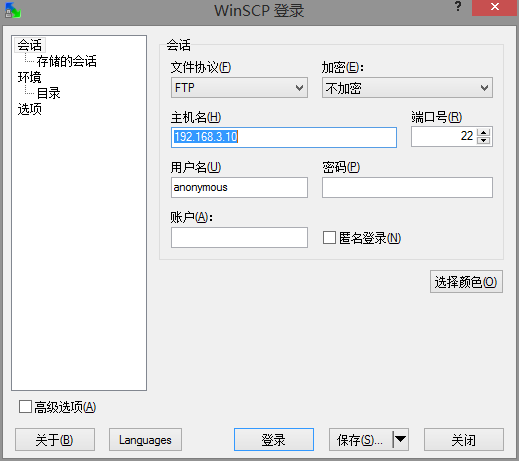 WinSCP 登录
?
会话
存储的会话
环境
目录
选项
会话
文件协议(F)
加密(E):
FTP
不加密
主机名(H)
端口号(R)
192.168.3.10
22
用户名(U)
密码(P)
anonymous
账户(A):
匿名登录(N)
选择颜色(O)
高级选项(A)
关于(B)
Languages
登录
保存(S)...
关闭